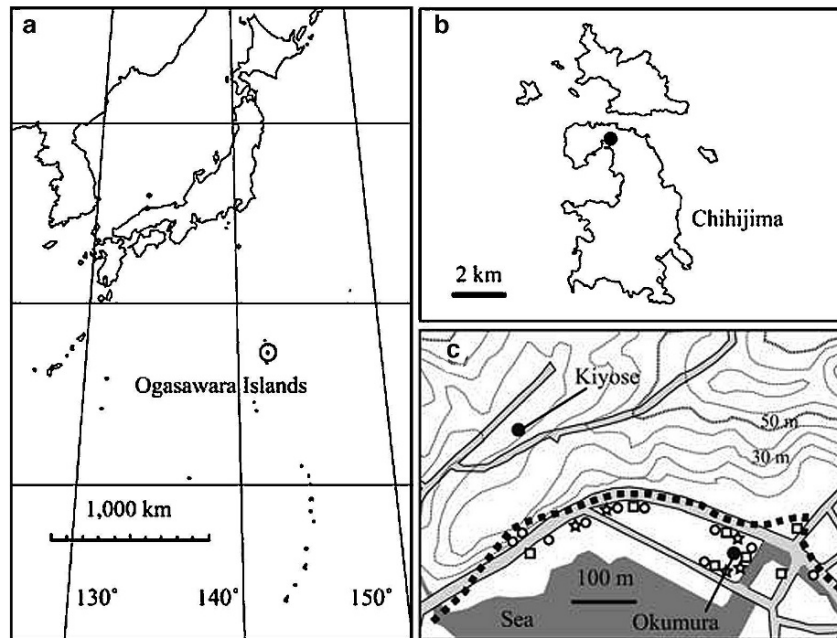 a
Ogasawara Islands
1,000 km
130°
140°
150°
b
Chihijima
2 km
c
Kiyose
50 m
30 m
100 m
Sea
Okumura